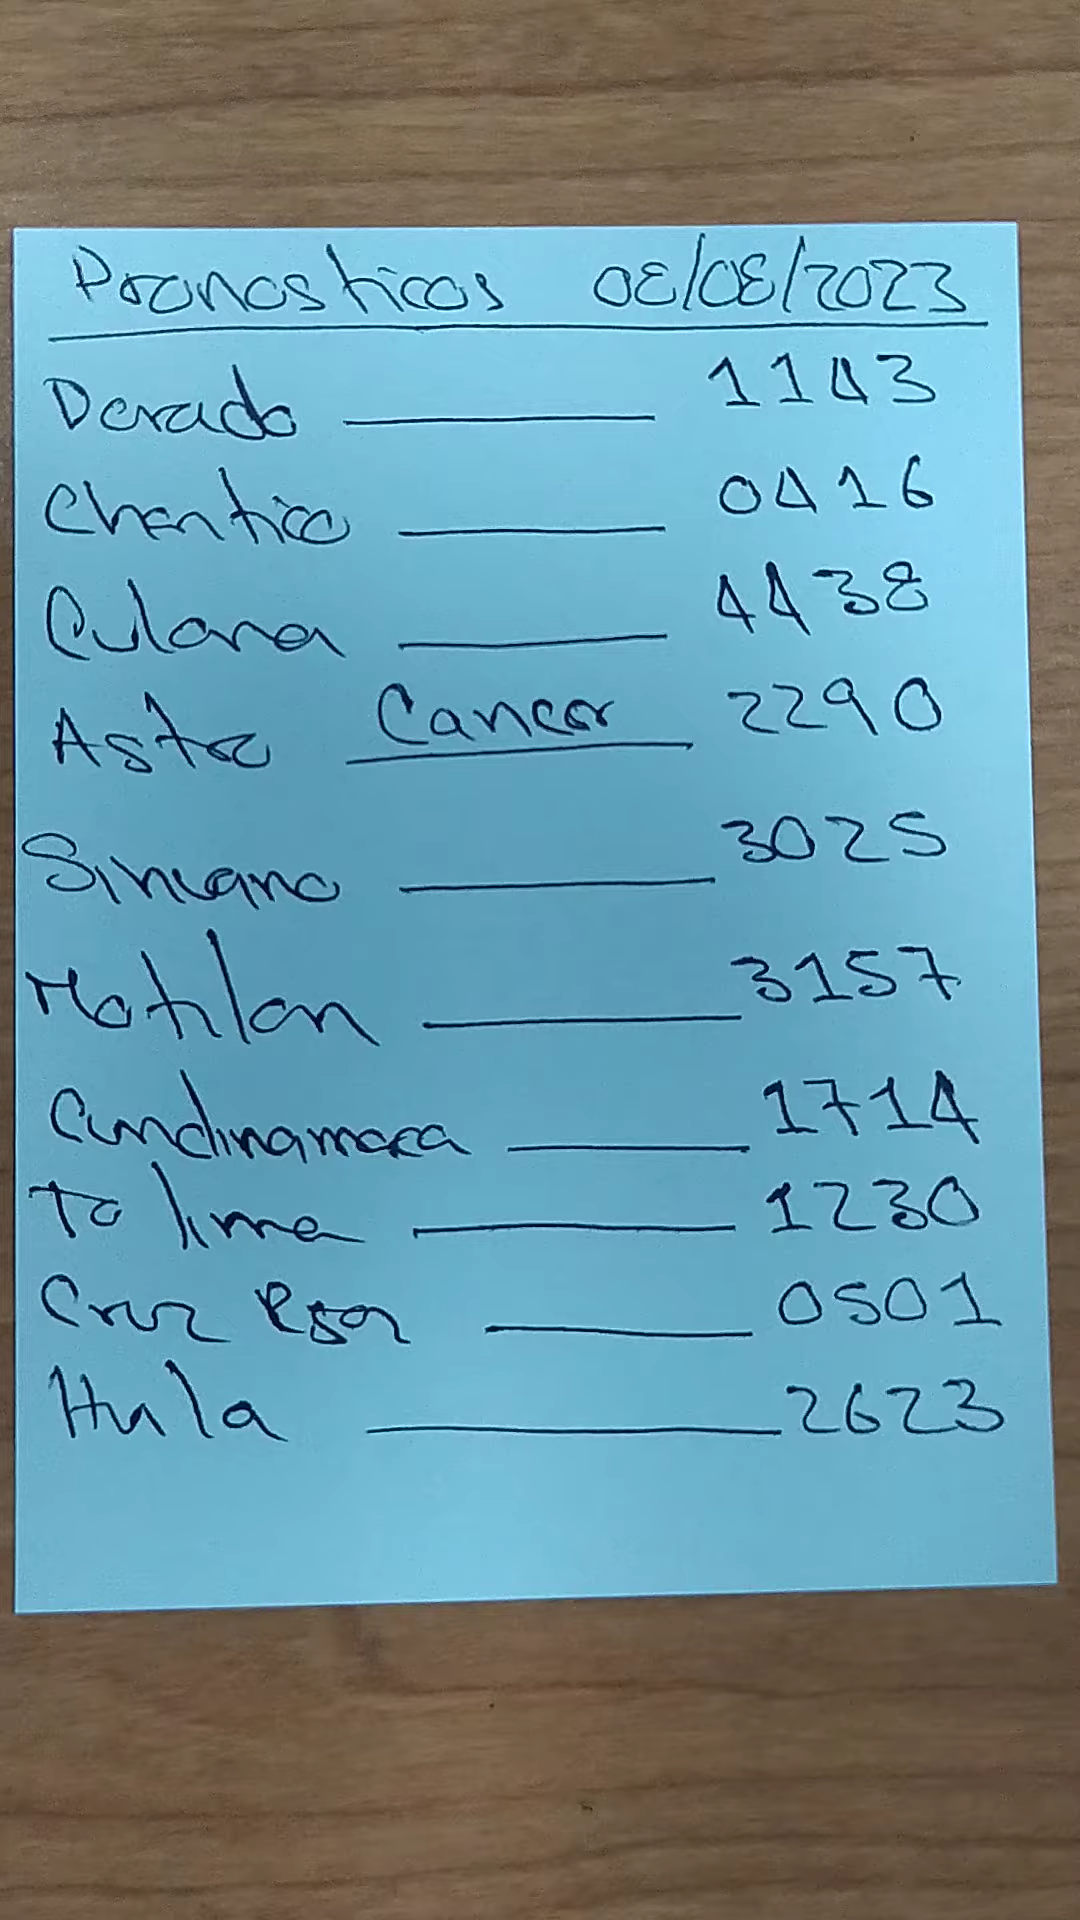 Pronosticos 08/08/2023
Dorado 1143
Chontico 0416
Culona 4438
Astro Cancer 2290
Sinuano 3025
Motilon 3157
Cundinamarca 1714
Tolima 1230
Cruz Roja 0501
Huila 2623